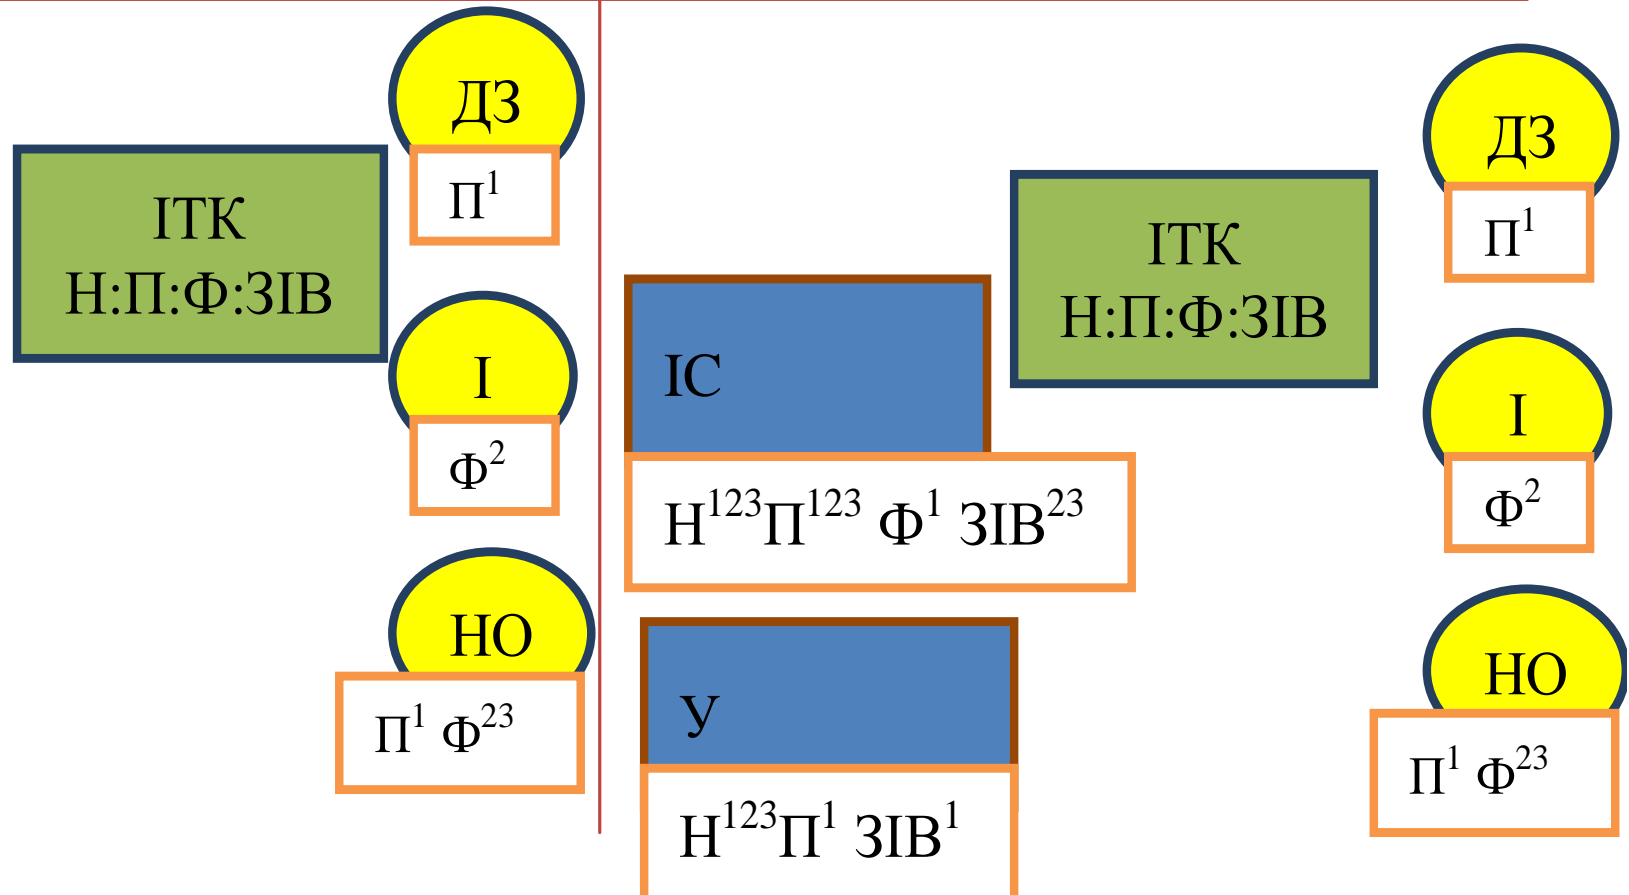 ДЗ
П¹
ІТК
Н:П:Ф:ЗІВ
І
Ф²
НО
П¹ Ф²³
ІС
Н¹²³П¹²³ Ф¹ ЗІВ²³
У
Н¹²³П¹ ЗІВ¹
ІТК
Н:П:Ф:ЗІВ
ДЗ
П¹
І
Ф²
НО
П¹ Ф²³